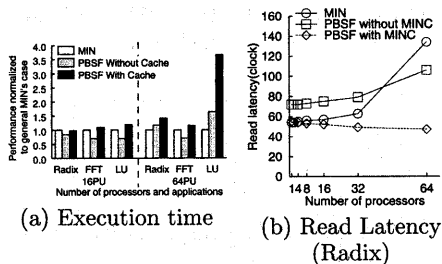 MIN
PBSF Without Cache
PBSF With Cache
Performance normalized
to general MIN's case
4.0
3.5
3.0
2.5
2.0
1.5
1.0
0.5
0.0
Radix FFT LU Radix FFT LU
16PU 64PU
Number of processors and applications
(a) Execution time
MIN
PBSF without MINC
PBSF with MINC
Read latency(clock)
160
140
120
100
80
60
40
20
0
1 4 8 16 32 64
Number of processors
(b) Read Latency
(Radix)